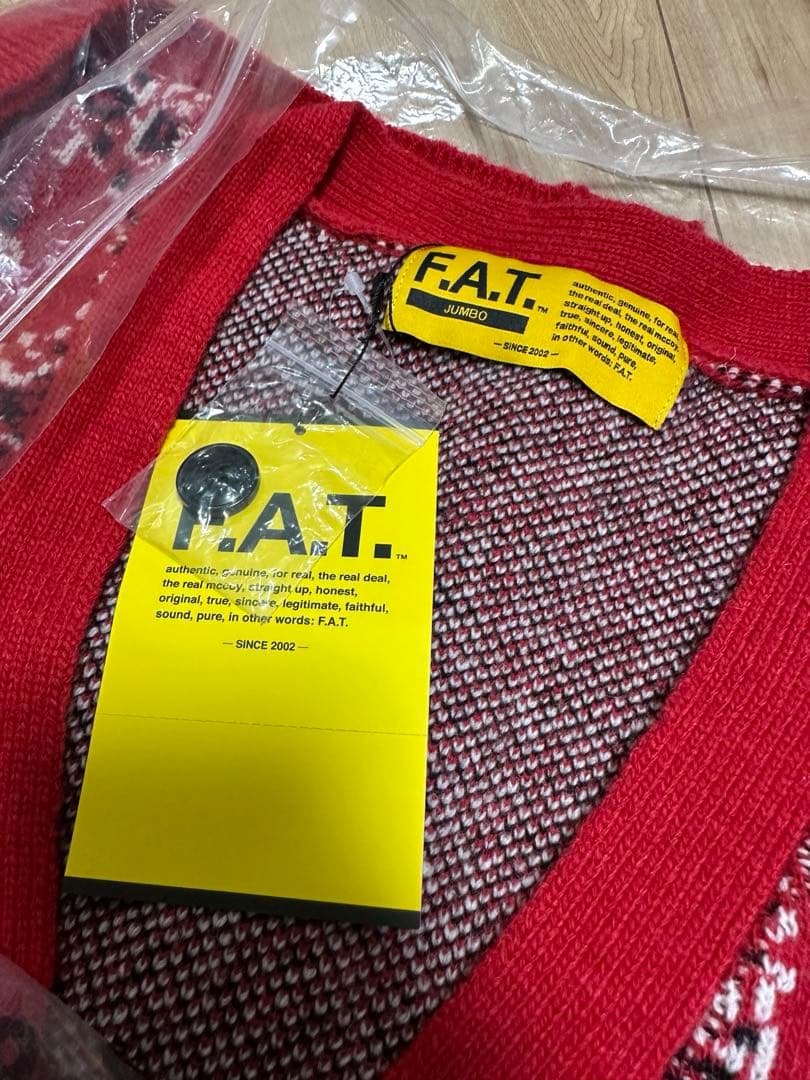 F.A.T.™
JUMBO
— SINCE 2002 —
authentic, genuine, for real,
the real deal, the real mccoy,
straight up, honest, original,
true, sincere, legitimate,
faithful, sound, pure,
in other words: F.A.T.
F.A.T.™
authentic, genuine, for real, the real deal,
the real mccoy, straight up, honest,
original, true, sincere, legitimate, faithful,
sound, pure, in other words: F.A.T.
— SINCE 2002 —